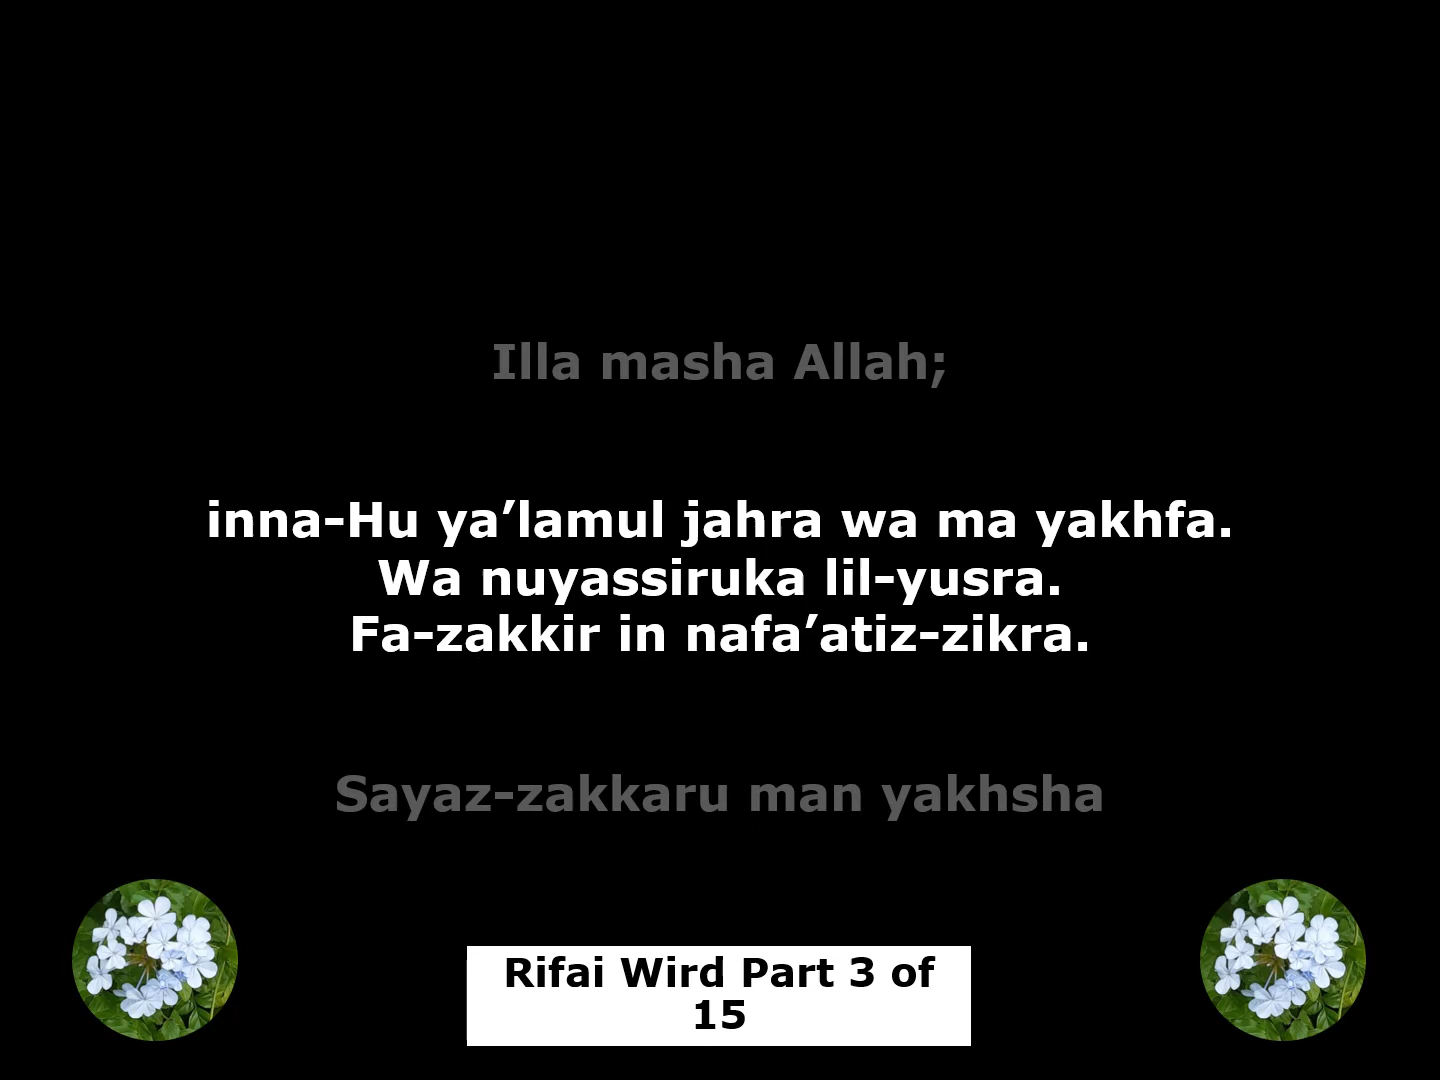 Illa masha Allah;
inna-Hu ya’lamul jahra wa ma yakhfa.
Wa nuyassiruka lil-yusra.
Fa-zakkir in nafa’atiz-zikra.
Sayaz-zakkaru man yakhsha
Rifai Wird Part 3 of
15